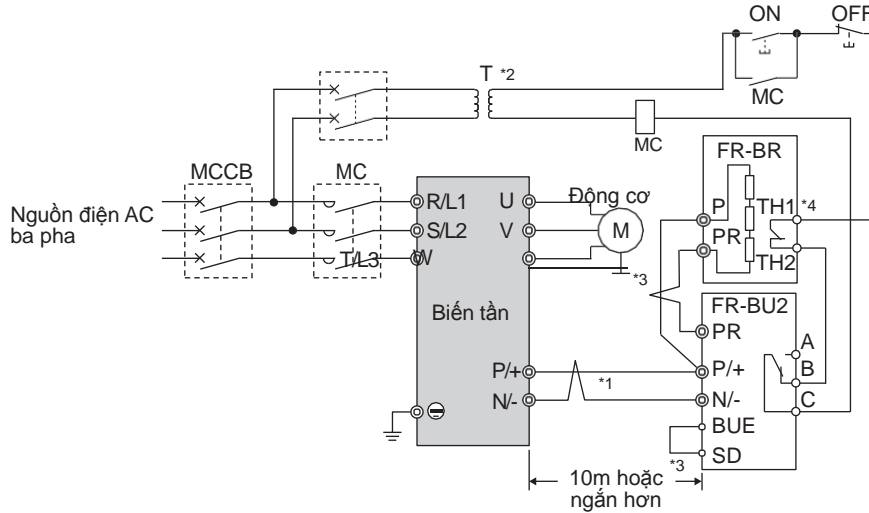 ON
OFF
T *2
MC
MC
FR-BR
MCCB
MC
Nguồn điện AC
ba pha
R/L1
S/L2
T/L3
U
V
W
Động cơ
M
*3
Biến tần
P/+
N/-
*1
P
PR
TH1
*4
TH2
FR-BU2
PR
P/+
N/-
BUE
SD
*3
A
B
C
10m hoặc
ngắn hơn